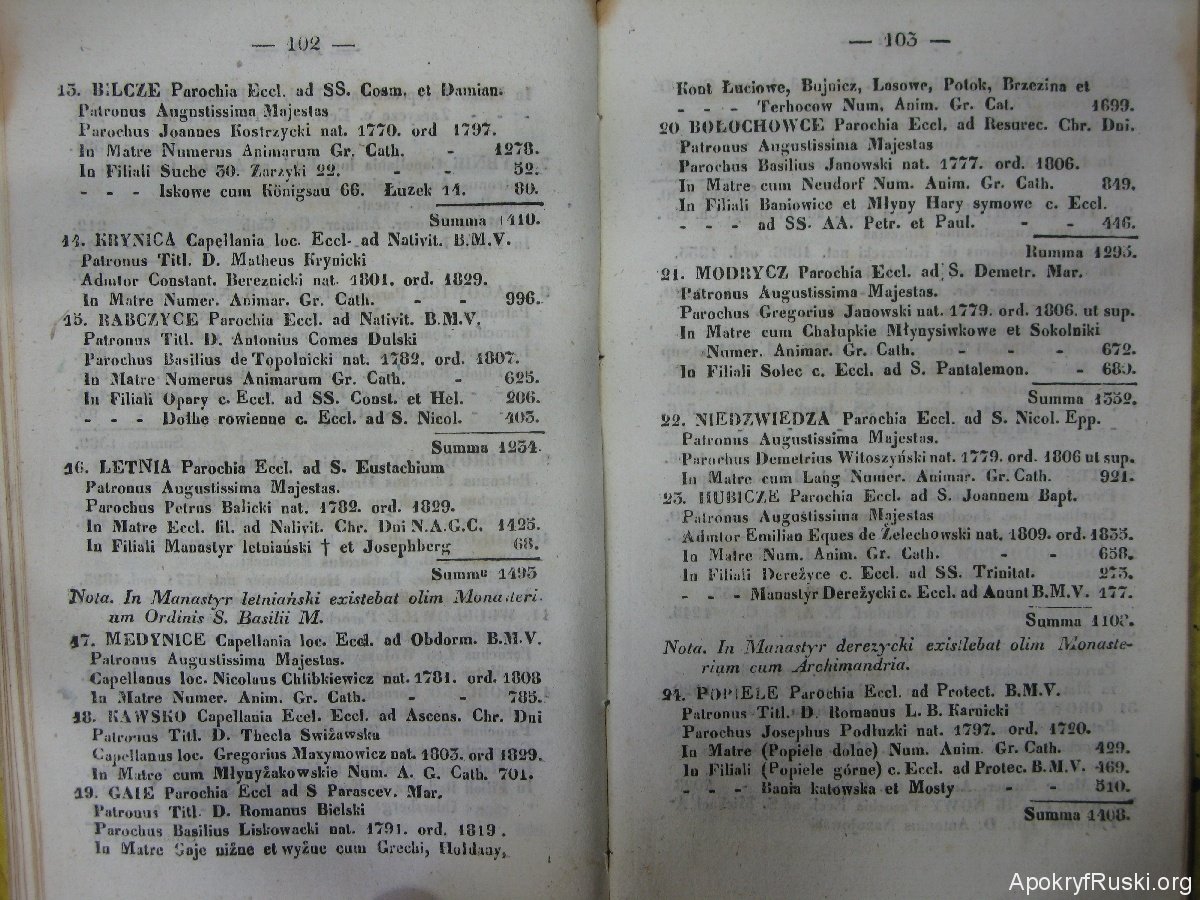 — 102 —
13. BILCZE Parochia Eccl. ad SS. Cosm. et Damian.
Patronus Augustissima Majestas
Parochus Joannes Kostrzycki nat. 1770. ord 1797.
In Matre Numerus Animarum Gr. Cath. - 1278.
In Filiali Suche 30. Zarzyki 22. - - 52.
- - - Iskowe cum Königsau 66. Łuzek 14. 80.
Summa 1410.
14. KRYNICA Capellania loc. Eccl. ad Nativit. B.M.V.
Patronus Titl. D. Matheus Krynicki
Admtor Constant. Bereznicki nat. 1801. ord. 1829.
In Matre Numer. Animar. Gr. Cath. - - 996.
15. RABCZYCE Parochia Eccl. ad Nativit. B.M.V.
Patronus Titl. D. Antonius Comes Dulski
Parochus Basilius de Topolnicki nat. 1782. ord. 1807.
In Matre Numerus Animarum Gr. Cath. - 625.
In Filiali Opary c. Eccl. ad SS. Const. et Hel. 206.
- - - Dołhe rowienne c. Eccl. ad S. Nicol. 403.
Summa 1234.
16. LETNIA Parochia Eccl. ad S. Eustachium
Patronus Augustissima Majestas.
Parochus Petrus Balicki nat. 1782. ord. 1829.
In Matre Eccl. fil. ad Nativit. Chr. Dni N.A.G.C. 1425.
In Filiali Manastyr letniański † et Josephberg 68.
Summa 1493
Nota. In Manastyr letniański existebat olim Monasteri-
um Ordinis S. Basilii M.
17. MEDYNICE Capellania loc. Eccl. ad Obdorm. B.M.V.
Patronus Augustissima Majestas.
Capellanus loc. Nicolaus Chlibkiewicz nat. 1781. ord. 1808
In Matre Numer. Anim. Gr. Cath. - - 785.
18. KAWSKO Capellania Eccl. Eccl. ad Ascens. Chr. Dni
Patronus Titl. D. Thecla Swiżawska
Capellanus loc. Gregorius Maxymowicz nat. 1803. ord 1829.
In Matre cum Młynyżakowskie Num. A. G. Cath. 701.
19. GAIE Parochia Eccl ad S Parascev. Mar.
Patronus Titl. D. Romanus Bielski
Parochus Basilius Liskowacki nat. 1791. ord. 1819.
In Matre Gaje niżne et wyżne cum Grechi, Hołdany,
— 103 —
Kont Łuciowe, Bujnicz, Łasowe, Potok, Brzezina et
- - - Terhocow Num. Anim. Gr. Cat. 1699.
20 BOŁOCHOWCE Parochia Eccl. ad Resurec. Chr. Dni.
Patronus Augustissima Majestas
Parochus Basilius Janowski nat. 1777. ord. 1806.
In Matre cum Neudorf Num. Anim. Gr. Cath. 849.
In Filiali Baniowice et Młyny Hary symowe c. Eccl.
- - - ad SS. AA. Petr. et Paul. - - 446.
Rumma 1295.
21. MODRYCZ Parochia Eccl. ad S. Demetr. Mar.
Patronus Augustissima Majestas.
Parochus Gregorius Janowski nat. 1779. ord. 1806. ut sup.
In Matre cum Chałupkie Młynysiwkowe et Sokolniki
Numer. Animar. Gr. Cath. - - - 672.
In Filiali Solec c. Eccl. ad S. Pantalemon. - 680.
Summa 1352.
22. NIEDZWIEDZA Parochia Eccl. ad S. Nicol. Epp.
Patronus Augustissima Majestas.
Parochus Demetrius Witoszyński nat. 1779. ord. 1806 ut sup.
In Matre cum Lang Numer. Animar. Gr. Cath. 921.
23. HUBICZE Parochia Eccl. ad S. Joannem Bapt.
Patronus Augustissima Majestas
Admtor Emilian Eques de Żelechowski nat. 1809. ord. 1835.
In Matre Num. Anim. Gr. Cath. - - 658.
In Filiali Dereżyce c. Eccl. ad SS. Trinitat. 273.
- - - Manastyr Dereżycki c. Eccl. ad Anunt B.M.V. 177.
Summa 1108.
Nota. In Manastyr derezycki existlebat olim Monaste-
rium cum Archimandria.
24. POPIELE Parochia Eccl. ad Protect. B.M.V.
Patronus Titl. D. Romanus L. B. Karnicki
Parochus Josephus Podłuzki nat. 1797. ord. 1720.
In Matre (Popiele dolne) Num. Anim. Gr. Cath. 429.
In Filiali (Popiele górne) c. Eccl. ad Protec. B.M.V. 469.
- - - Bania katowska et Mosty - - 510.
Summa 1408.
ApokryfRuski.org